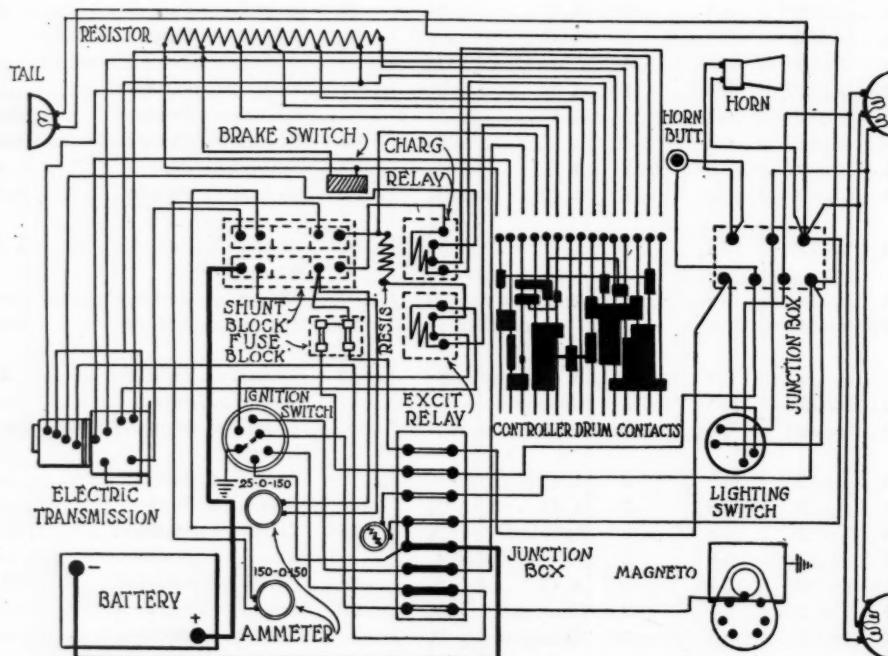 RESISTOR
TAIL
BRAKE SWITCH
CHARG
RELAY
HORN
BUTT.
HORN
SHUNT
BLOCK
FUSE
BLOCK
RESIS
EXCIT
RELAY
IGNITION
SWITCH
CONTROLLER DRUM CONTACTS
JUNCTION BOX
LIGHTING
SWITCH
ELECTRIC
TRANSMISSION
25-0-150
150-0-150
AMMETER
JUNCTION
BOX
MAGNETO
BATTERY
-
+